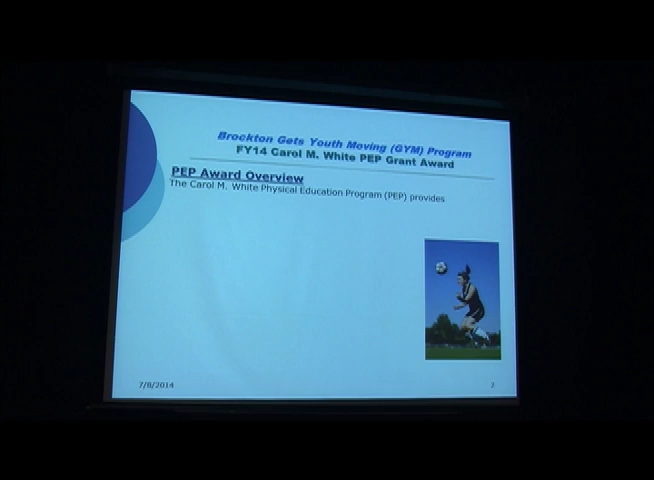 Brockton Gets Youth Moving (GYM) Program
FY14 Carol M. White PEP Grant Award
PEP Award Overview
The Carol M. White Physical Education Program (PEP) provides
7/8/2014
2